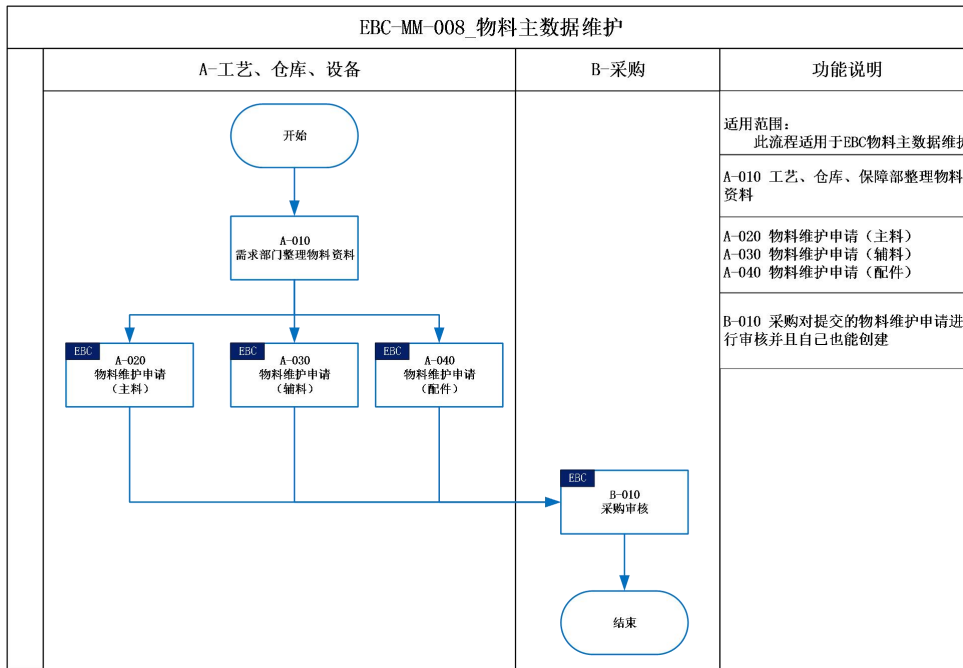 EBC-MM-008_物料主数据维护
A-工艺、仓库、设备
B-采购
功能说明
开始
A-010
需求部门整理物料资料
EBC
A-020
物料维护申请
（主料）
EBC
A-030
物料维护申请
（辅料）
EBC
A-040
物料维护申请
（配件）
EBC
B-010
采购审核
结束
适用范围：
此流程适用于EBC物料主数据维护
A-010 工艺、仓库、保障部整理物料
资料
A-020 物料维护申请（主料）
A-030 物料维护申请（辅料）
A-040 物料维护申请（配件）
B-010 采购对提交的物料维护申请进
行审核并且自己也能创建